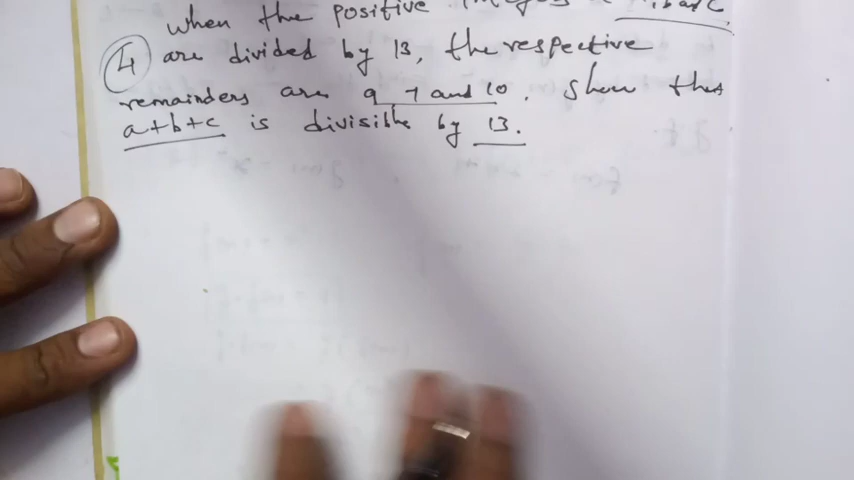 when the positive a, b and c
4 are divided by 13, the respective
remainders are 9 7 and 10. show that
a+b+c is divisible by 13.